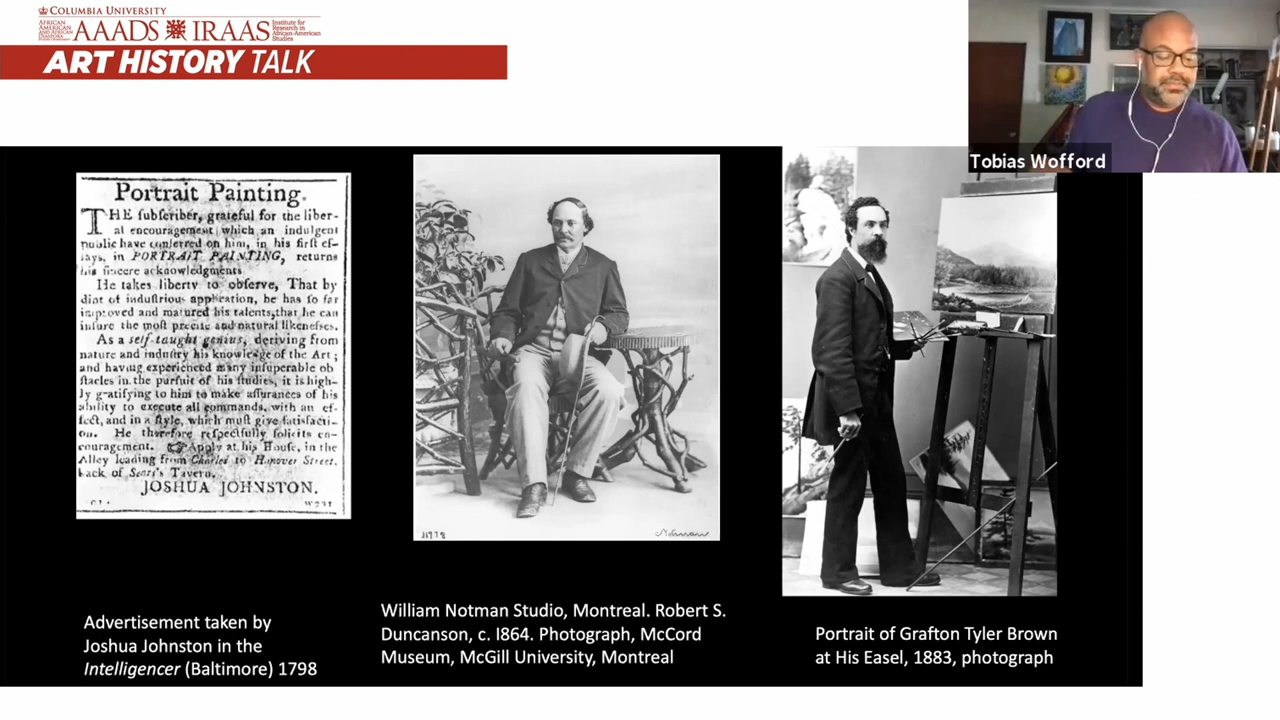 COLUMBIA UNIVERSITY
AFRICAN
AMERICAN
AND AFRICAN
DIASPORA
AAADS IRAAS
Institute for
Research in
African-American
Studies
ART HISTORY TALK
Tobias Wofford
Portrait Painting.
THE ſubſcriber, grateful for the liber-
al encouragement which an indulgent
public have conferred on him, in his firſt eſ-
ſays, in PORTRAIT PAINTING, returns
his ſincere acknowledgments
He takes liberty to obſerve, That by
dint of induſtrious application, he has ſo far
improved and matured his talents, that he can
inſure the moſt preciſe and natural likeneſſes.
As a ſelf-taught genius, deriving from
nature and induſtry his knowledge of the Art ;
and having experienced many inſuperable ob
ſtacles in the purſuit of his ſtudies, it is high-
ly gratifying to him to make aſſurances of his
ability to execute all commands, with an ef-
fect, and in a ſtyle, which muſt give ſatisfacti-
on. He therefore reſpectfully ſolicits en-
couragement. Apply at his Houſe, in the
Alley leading from Charles to Hanover Street,
back of Sears's Tavern.
JOSHUA JOHNSTON.
11978
Notman
Advertisement taken by
Joshua Johnston in the
Intelligencer (Baltimore) 1798
William Notman Studio, Montreal. Robert S.
Duncanson, c. I864. Photograph, McCord
Museum, McGill University, Montreal
Portrait of Grafton Tyler Brown
at His Easel, 1883, photograph